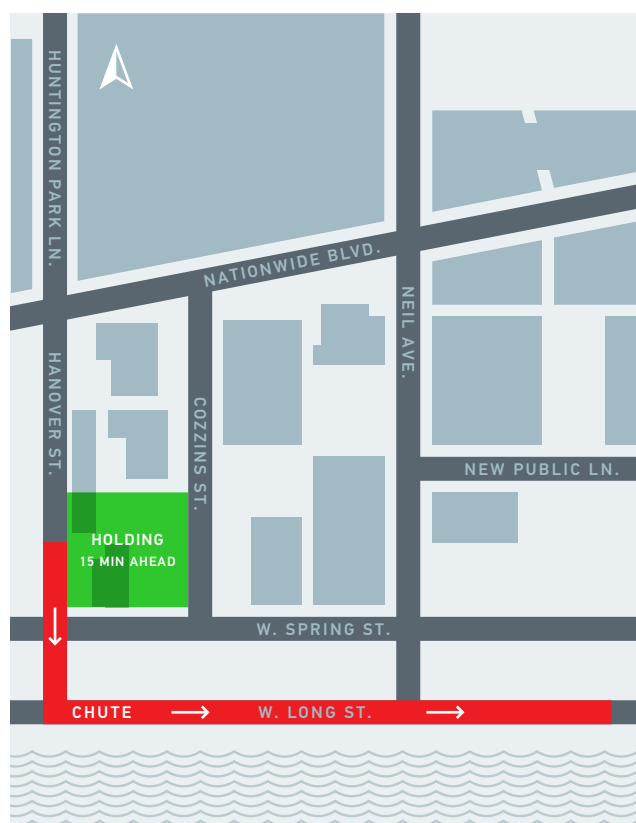 HUNTINGTON PARK LN.
NATIONWIDE BLVD.
NEIL AVE.
HANOVER ST.
COZZINS ST.
NEW PUBLIC LN.
HOLDING
15 MIN AHEAD
W. SPRING ST.
CHUTE
W. LONG ST.